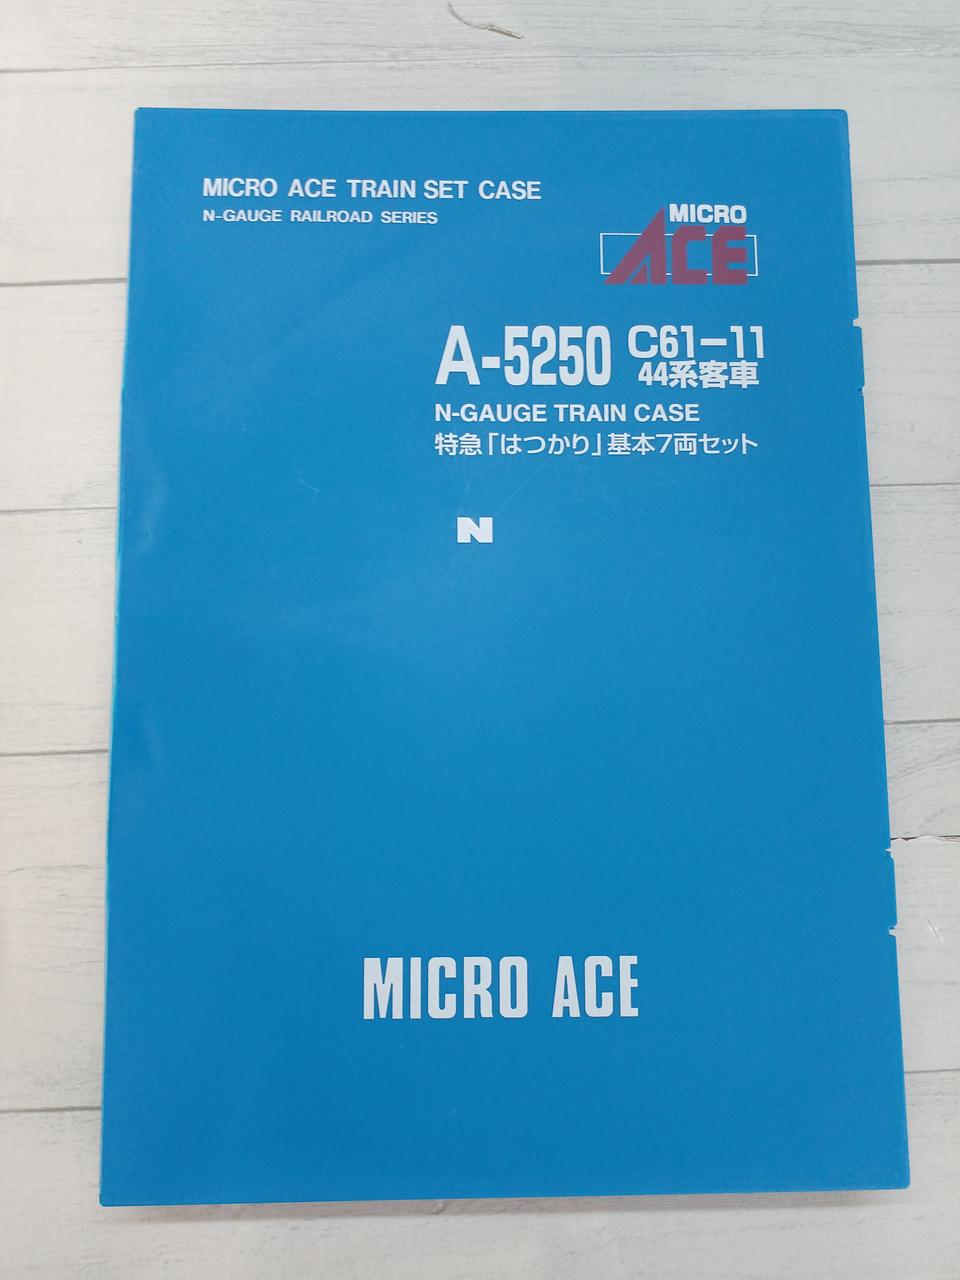 MICRO ACE TRAIN SET CASE
N-GAUGE RAILROAD SERIES
MICRO
ACE
A-5250 C61-11
44系客車
N-GAUGE TRAIN CASE
特急「はつかり」基本7両セット
N
MICRO ACE